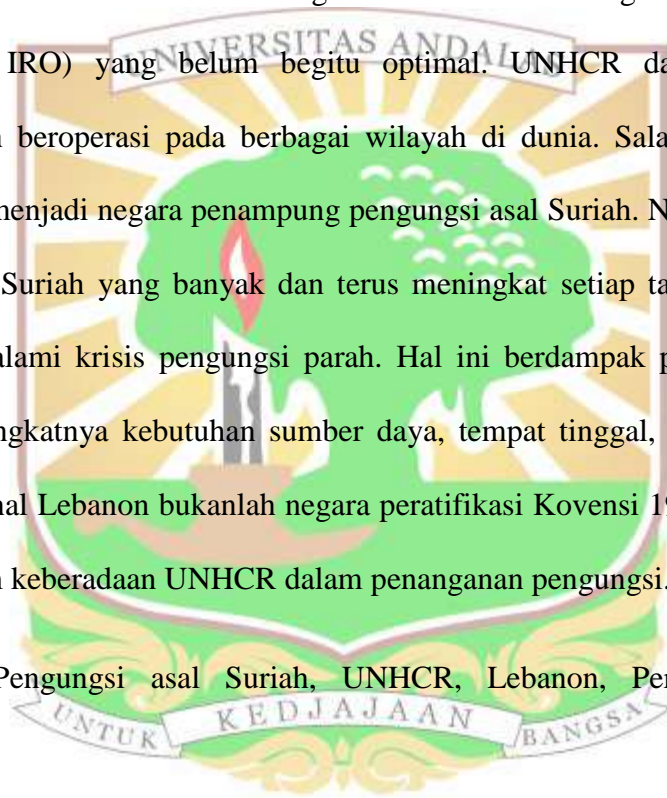 UNIVERSITAS ANDALAS
IRO) yang belum begitu optimal. UNHCR da
beroperasi pada berbagai wilayah di dunia. Sala
menjadi negara penampung pengungsi asal Suriah. N
Suriah yang banyak dan terus meningkat setiap ta
alami krisis pengungsi parah. Hal ini berdampak p
ngkatnya kebutuhan sumber daya, tempat tinggal,
nal Lebanon bukanlah negara peratifikasi Kovensi 19
keberadaan UNHCR dalam penanganan pengungsi.
Pengungsi asal Suriah, UNHCR, Lebanon, Per
UNTUK KEDJAJAAN BANGSA